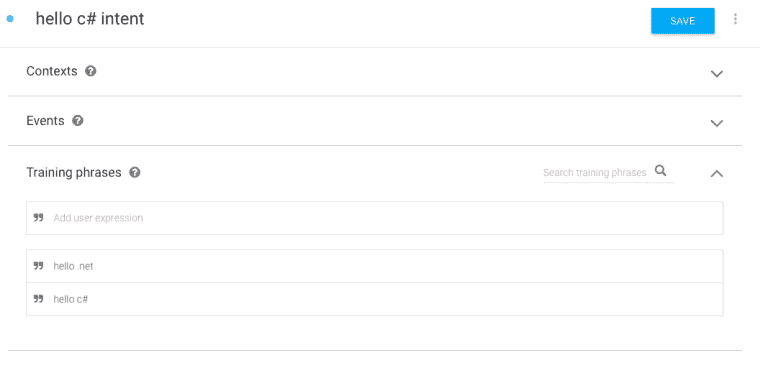 hello c# intent
SAVE
Contexts
Events
Training phrases
Search training phrases
Add user expression
hello .net
hello c#